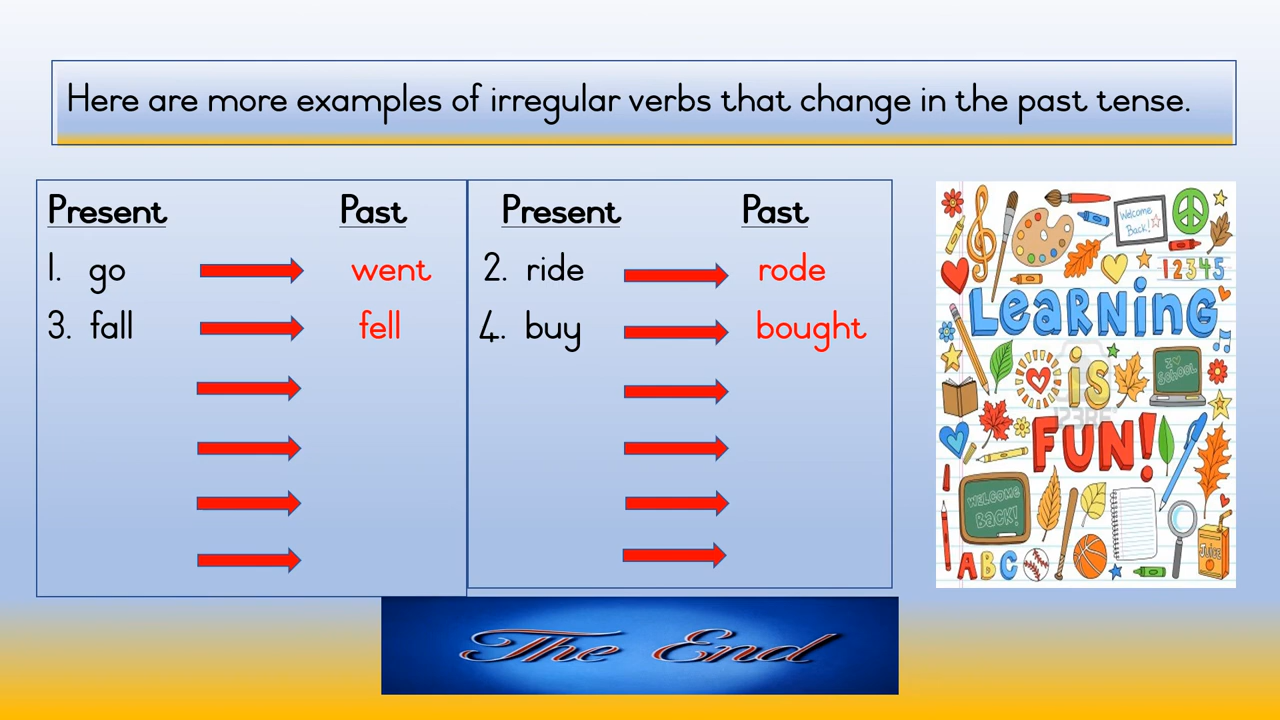 Here are more examples of irregular verbs that change in the past tense.
Present Past
1. go went
3. fall fell
Present Past
2. ride rode
4. buy bought
Welcome
Back!
12345
LEARNING
is
FUN!
I
SCHOOL
123RF
WELCOME
BACK!
JUICE
ABC
The End